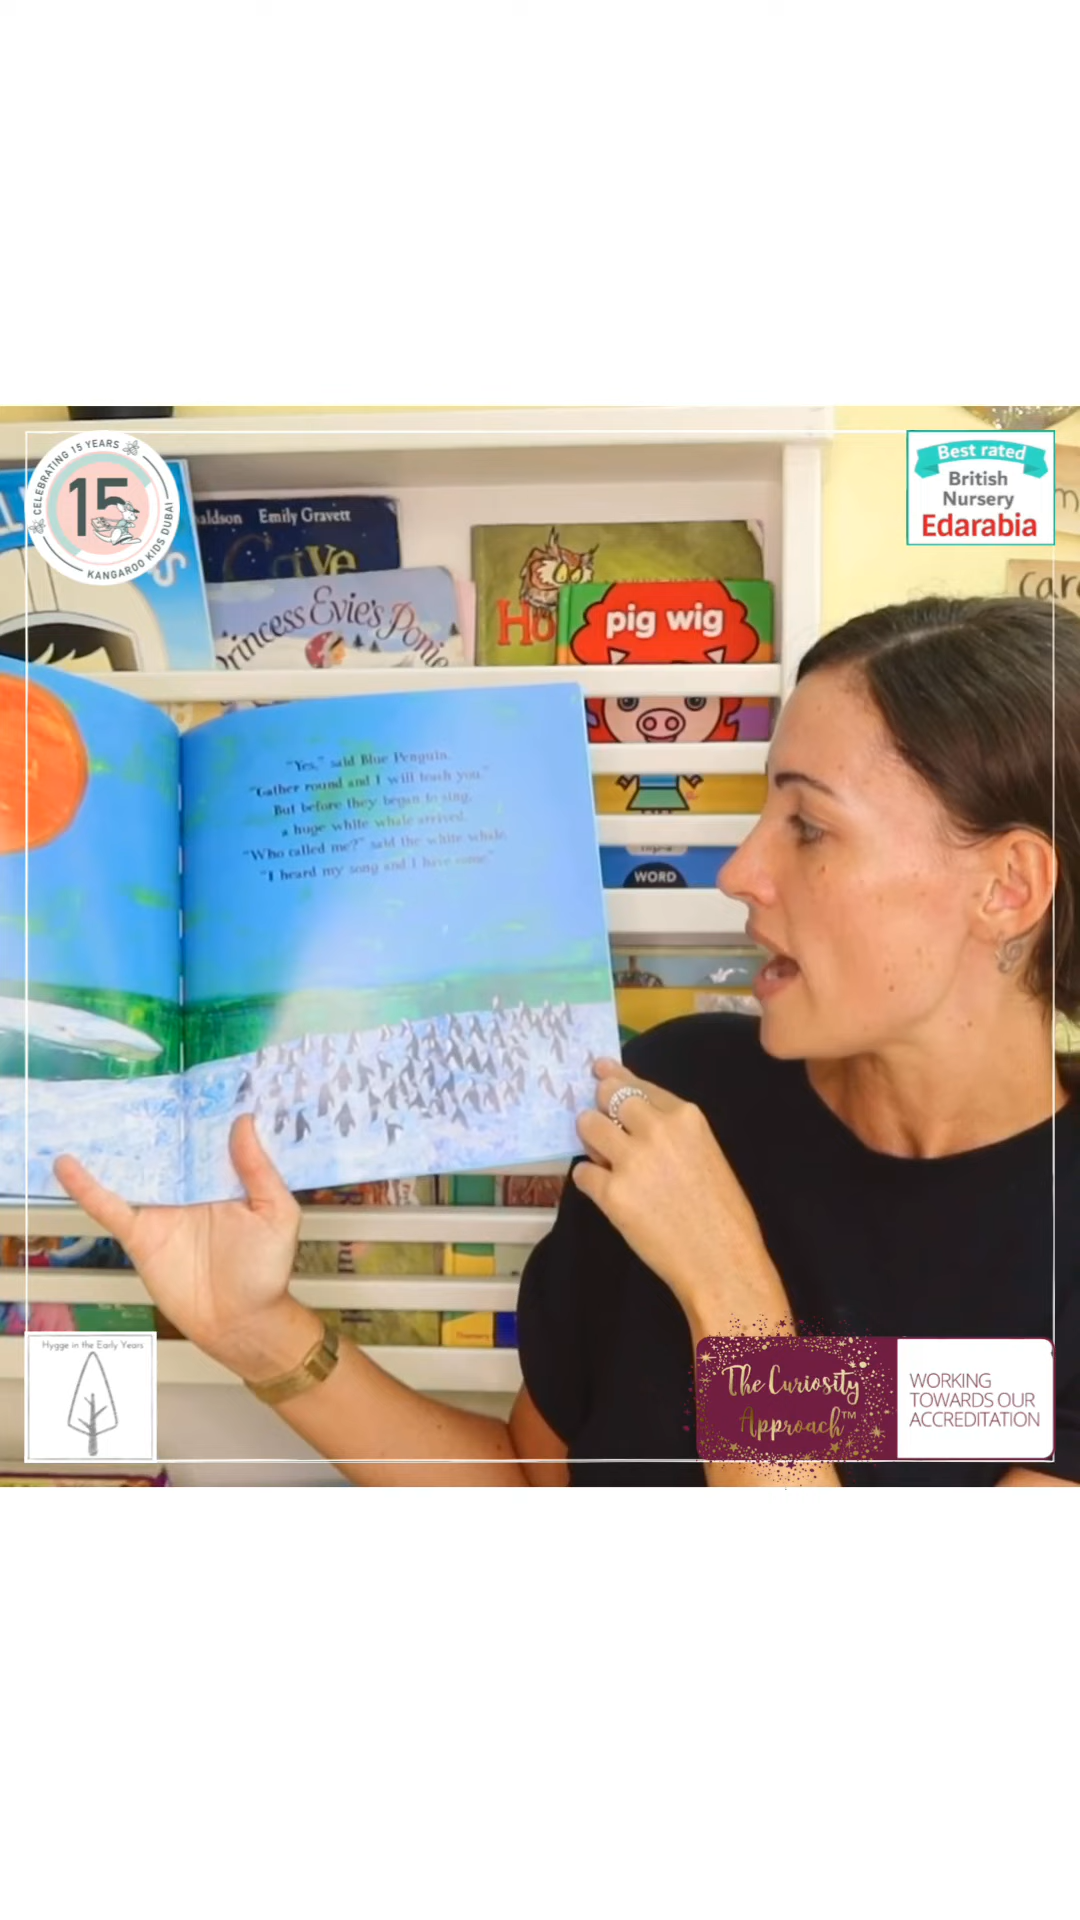 CELEBRATING 15 YEARS
15
KANGAROO KIDS DUBAI
Best rated
British
Nursery
Edarabia
aldson Emily Gravett
Cave
Princess Evie's Ponie
HO
pig wig
WORD
"Yes," said Blue Penguin.
"Gather round and I will teach you."
But before they began to sing,
a huge white whale arrived.
"Who called me?" said the white whale.
"I heard my song and I have come."
Hygge in the Early Years
The Curiosity
Approach™
WORKING
TOWARDS OUR
ACCREDITATION